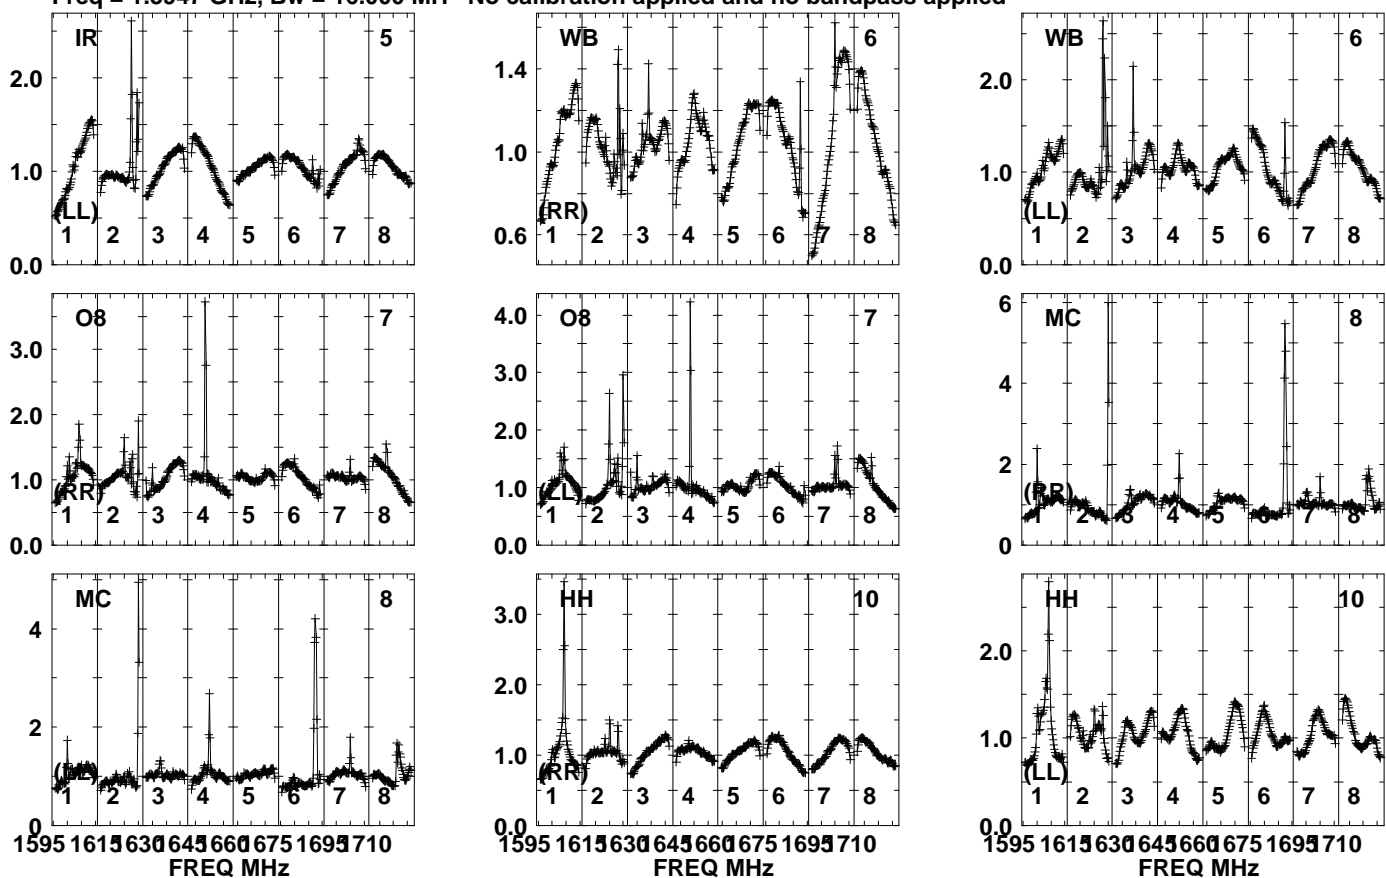 Freq = 1.5947 GHz, Bw = 16.000 MH No calibration applied and no bandpass applied
IR 5
2.0
1.0
0.0
(LL)
1 2 3 4 5 6 7 8
WB 6
1.4
1.0
0.6
(RR)
1 2 3 4 5 6 7 8
WB 6
2.0
1.0
0.0
(LL)
1 2 3 4 5 6 7 8
O8 7
3.0
2.0
1.0
0.0
(RR)
1 2 3 4 5 6 7 8
O8 7
4.0
3.0
2.0
1.0
0.0
(LL)
1 2 3 4 5 6 7 8
MC 8
6
4
2
0
(RR)
1 2 3 4 5 6 7 8
MC 8
4
2
0
(LL)
1 2 3 4 5 6 7 8
1595 1615 1630 1645 1660 1675 1695 1710
FREQ MHz
HH 10
3.0
2.0
1.0
0.0
(RR)
1 2 3 4 5 6 7 8
1595 1615 1630 1645 1660 1675 1695 1710
FREQ MHz
HH 10
2.0
1.0
0.0
(LL)
1 2 3 4 5 6 7 8
1595 1615 1630 1645 1660 1675 1695 1710
FREQ MHz